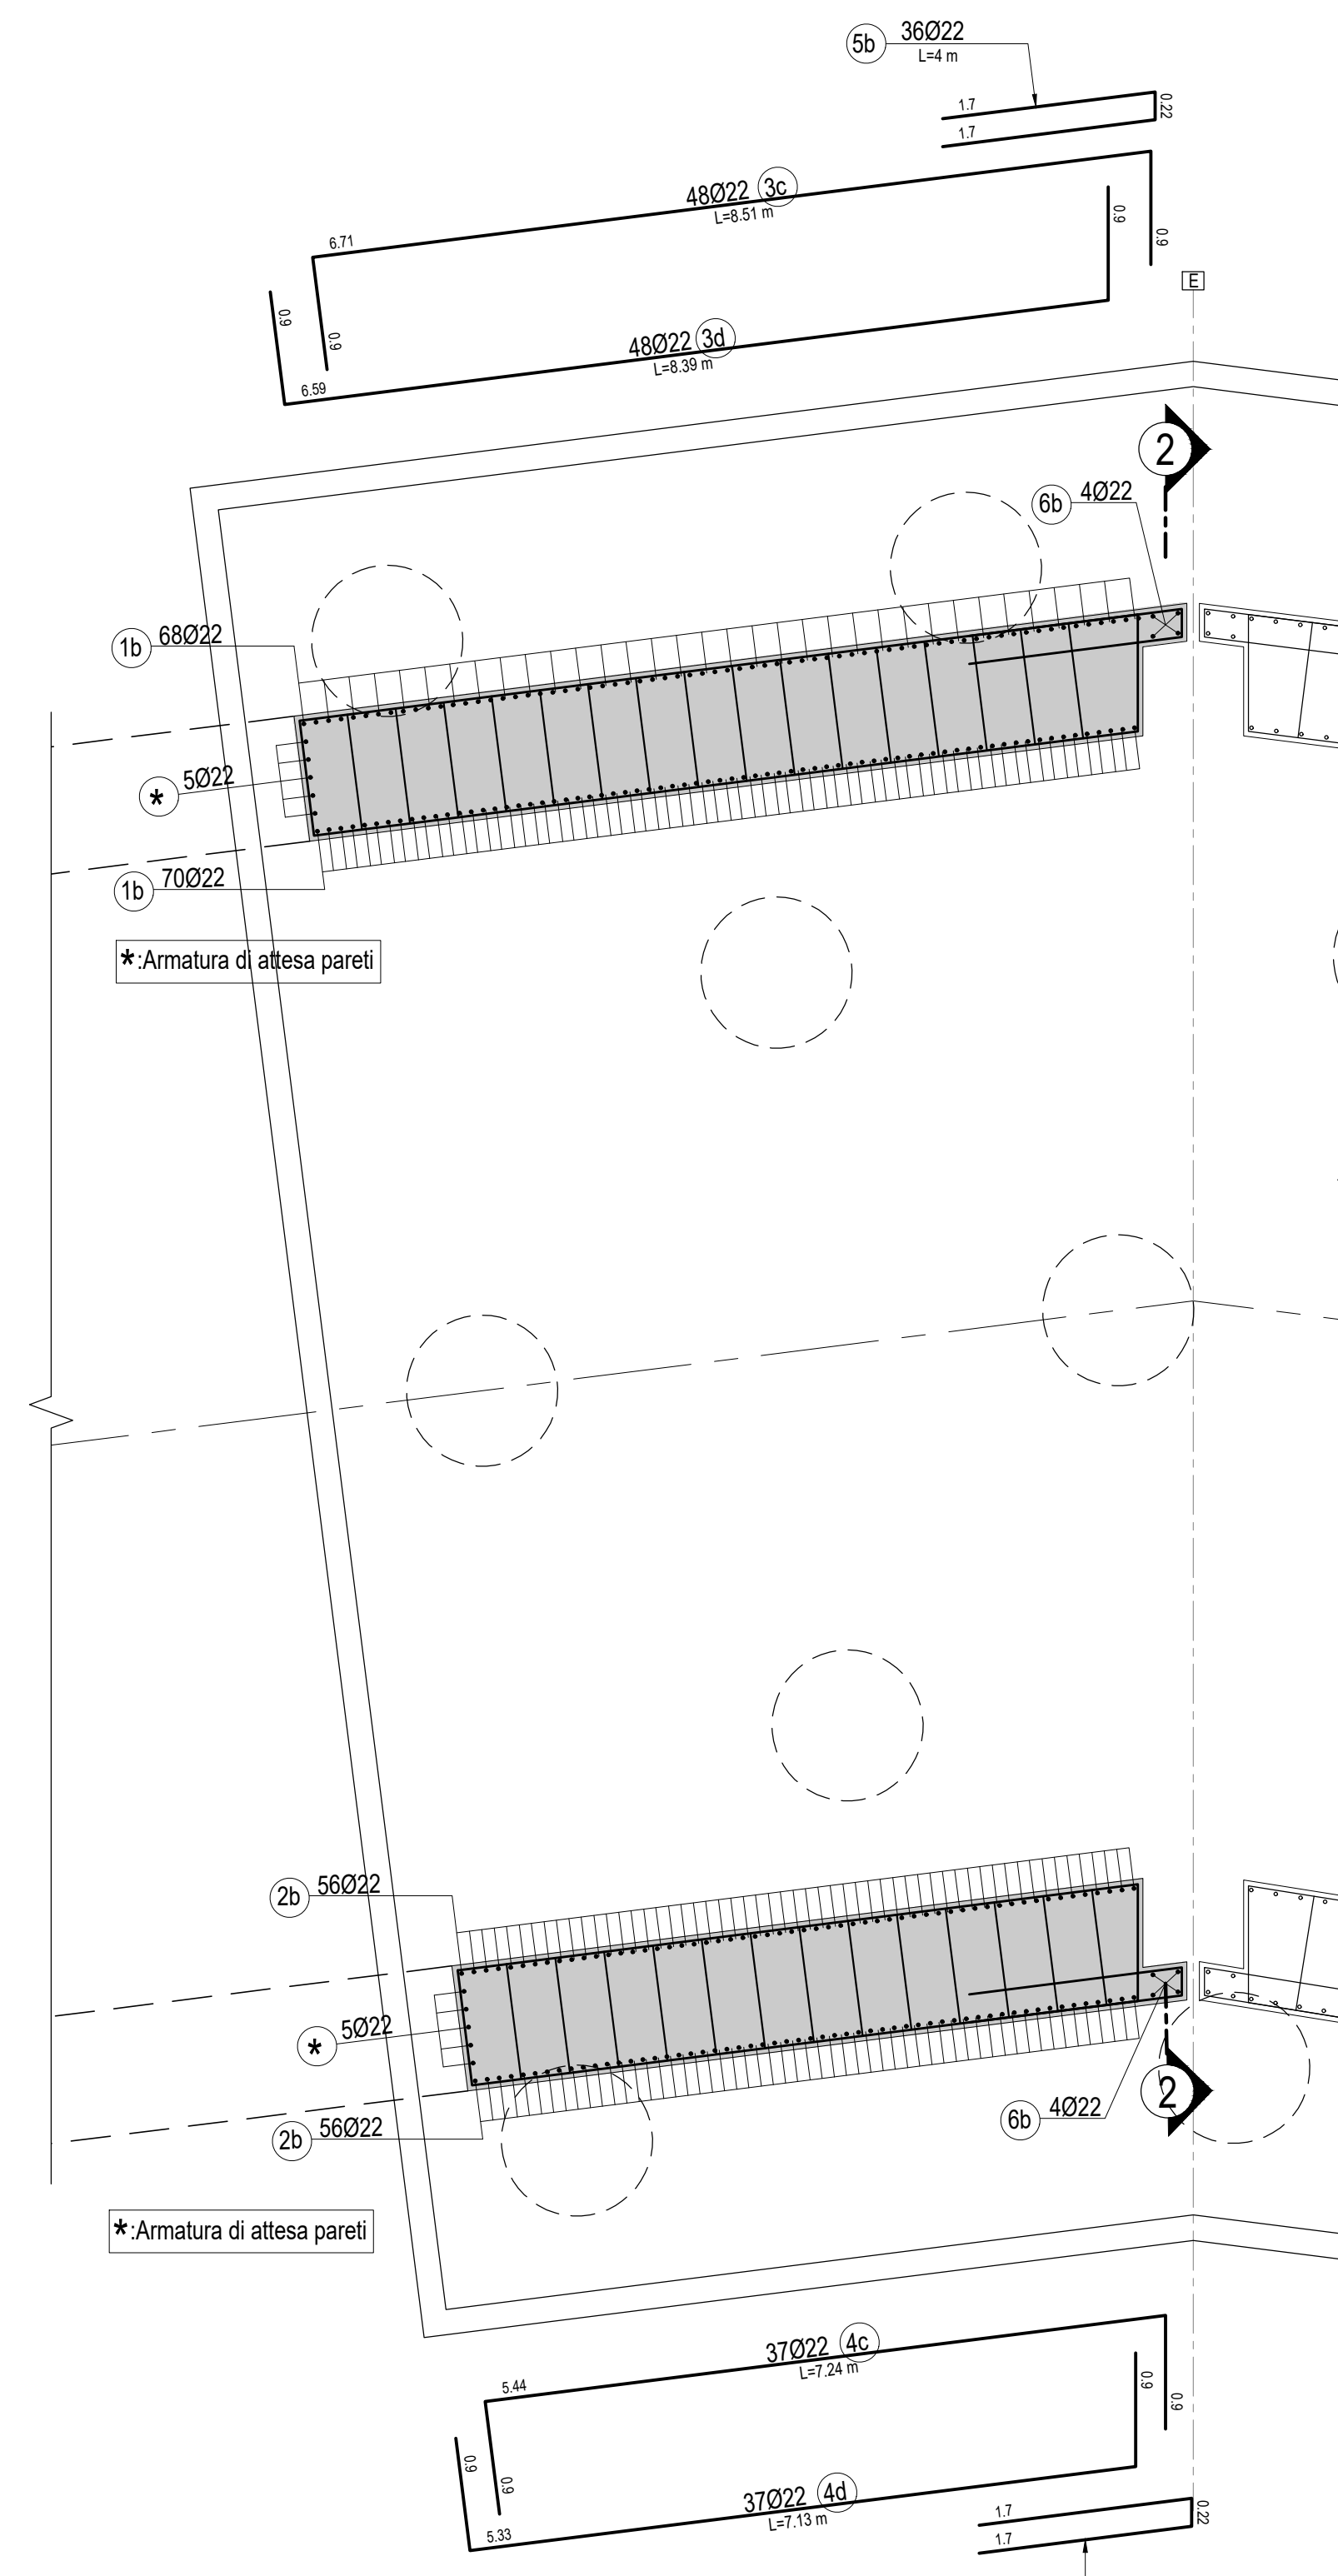 5b 36Ø22
L=4 m
1.7
0.22
1.7
48Ø22 3c
L=8.51 m
6.71
0.9
0.9
0.9
0.9
48Ø22 3d
L=8.39 m
6.59
E
2
6b 4Ø22
1b 68Ø22
* 5Ø22
1b 70Ø22
*:Armatura di attesa pareti
2b 56Ø22
* 5Ø22
2
6b 4Ø22
2b 56Ø22
*:Armatura di attesa pareti
37Ø22 4c
L=7.24 m
5.44
0.9
0.9
0.9
0.9
37Ø22 4d
L=7.13 m
5.33
1.7
0.22
1.7